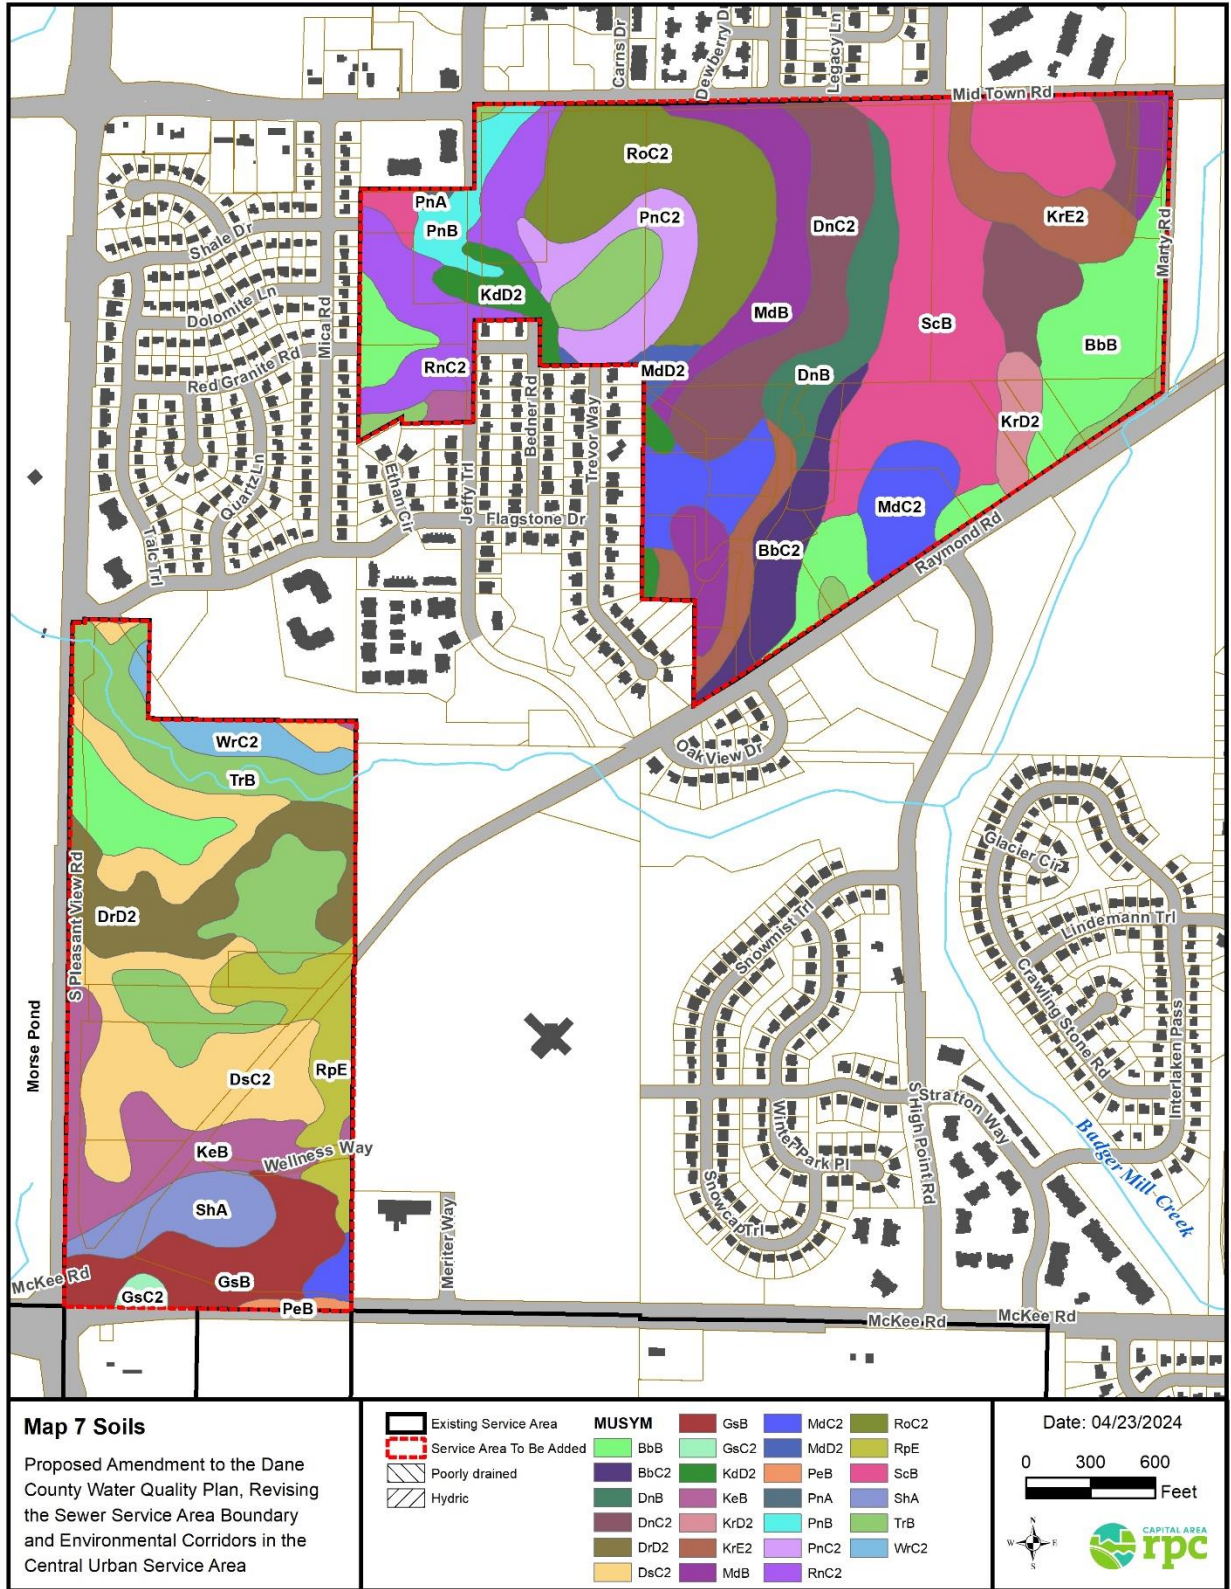 Carns Dr
Dewberry Dr
Legacy Ln
Mid Town Rd
RoC2
PnA
PnC2
PnB
DnC2
KrE2
Marty Rd
Shale Dr
KdD2
Dolomite Ln
MdB
ScB
Mica Rd
BbB
Red Granite Rd
RnC2
MdD2
DnB
Bedner Rd
KrD2
Trevor Way
Quartz Ln
Ethan Cir
Jeffy Trl
Flagstone Dr
MdC2
Talc Trl
BbC2
Raymond Rd
WrC2
OakView Dr
TrB
Glacier Cir
S Pleasant View Rd
DrD2
Snowmist Trl
Lindemann Trl
Crawling Stone Rd
Interlaken Pass
Morse Pond
DsC2
RpE
Stratton Way
S High Point Rd
Winter Park Pl
KeB
Wellness Way
Badger Mill Creek
ShA
Snowcap Trl
Meriter Way
McKee Rd
GsB
GsC2
PeB
McKee Rd
McKee Rd
Map 7 Soils
Proposed Amendment to the Dane
County Water Quality Plan, Revising
the Sewer Service Area Boundary
and Environmental Corridors in the
Central Urban Service Area
Existing Service Area
Service Area To Be Added
Poorly drained
Hydric
MUSYM
BbB
BbC2
DnB
DnC2
DrD2
DsC2
GsB
GsC2
KdD2
KeB
KrD2
KrE2
MdB
MdC2
MdD2
PeB
PnA
PnB
PnC2
RnC2
RoC2
RpE
ScB
ShA
TrB
WrC2
Date: 04/23/2024
0 300 600
Feet
N
W E
S
CAPITAL AREA
rpc